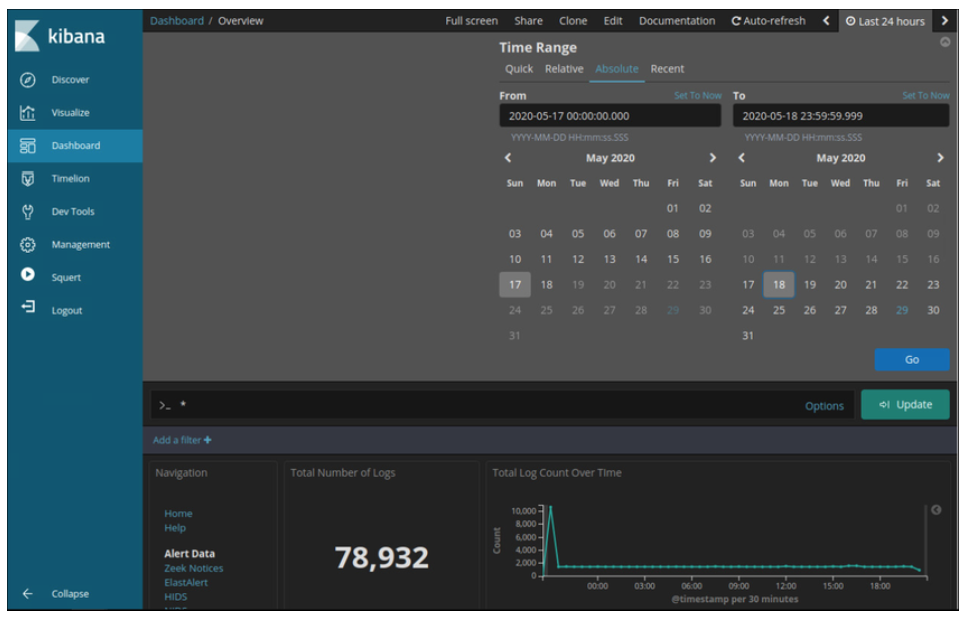 kibana
Discover
Visualize
Dashboard
Timelion
Dev Tools
Management
Squert
Logout
Collapse
Dashboard / Overview
Full screen Share Clone Edit Documentation Auto-refresh Last 24 hours
Time Range
Quick Relative Absolute Recent
From Set To Now
2020-05-17 00:00:00.000
YYYY-MM-DD HH:mm:ss.SSS
May 2020
Sun Mon Tue Wed Thu Fri Sat
01 02
03 04 05 06 07 08 09
10 11 12 13 14 15 16
17 18 19 20 21 22 23
24 25 26 27 28 29 30
31
To Set To Now
2020-05-18 23:59:59.999
YYYY-MM-DD HH:mm:ss.SSS
May 2020
Sun Mon Tue Wed Thu Fri Sat
01 02
03 04 05 06 07 08 09
10 11 12 13 14 15 16
17 18 19 20 21 22 23
24 25 26 27 28 29 30
31
Go
>_ *
Options
Update
Add a filter +
Navigation
Home
Help
Alert Data
Zeek Notices
ElastAlert
HIDS
Total Number of Logs
78,932
Total Log Count Over Time
Count
10,000
8,000
6,000
4,000
2,000
0
00:00 03:00 06:00 09:00 12:00 15:00 18:00
@timestamp per 30 minutes